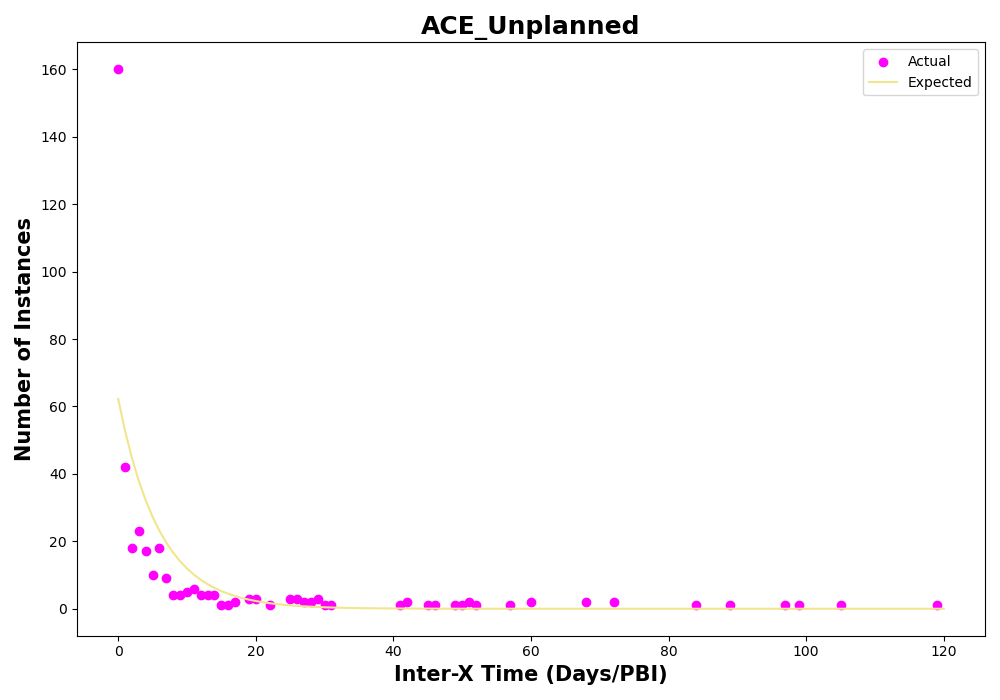 ACE_Unplanned
Actual
Expected
160
140
120
100
80
60
40
20
0
Number of Instances
0 20 40 60 80 100 120
Inter-X Time (Days/PBI)